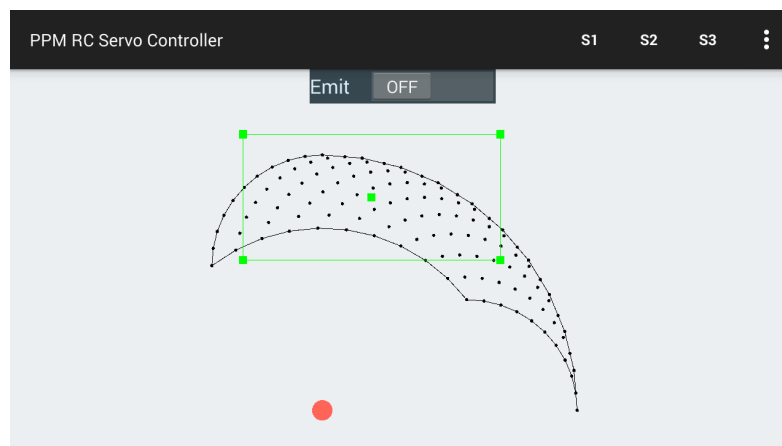 PPM RC Servo Controller S1 S2 S3
Emit OFF